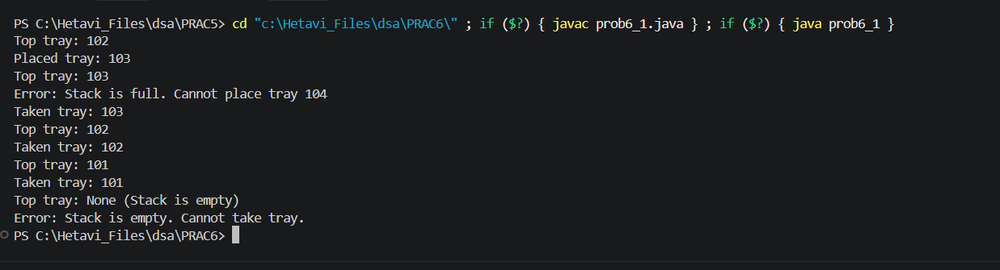 PS C:\Hetavi_Files\dsa\PRAC5> cd "c:\Hetavi_Files\dsa\PRAC6\" ; if ($?) { javac prob6_1.java } ; if ($?) { java prob6_1 }
Top tray: 102
Placed tray: 103
Top tray: 103
Error: Stack is full. Cannot place tray 104
Taken tray: 103
Top tray: 102
Taken tray: 102
Top tray: 101
Taken tray: 101
Top tray: None (Stack is empty)
Error: Stack is empty. Cannot take tray.
PS C:\Hetavi_Files\dsa\PRAC6>